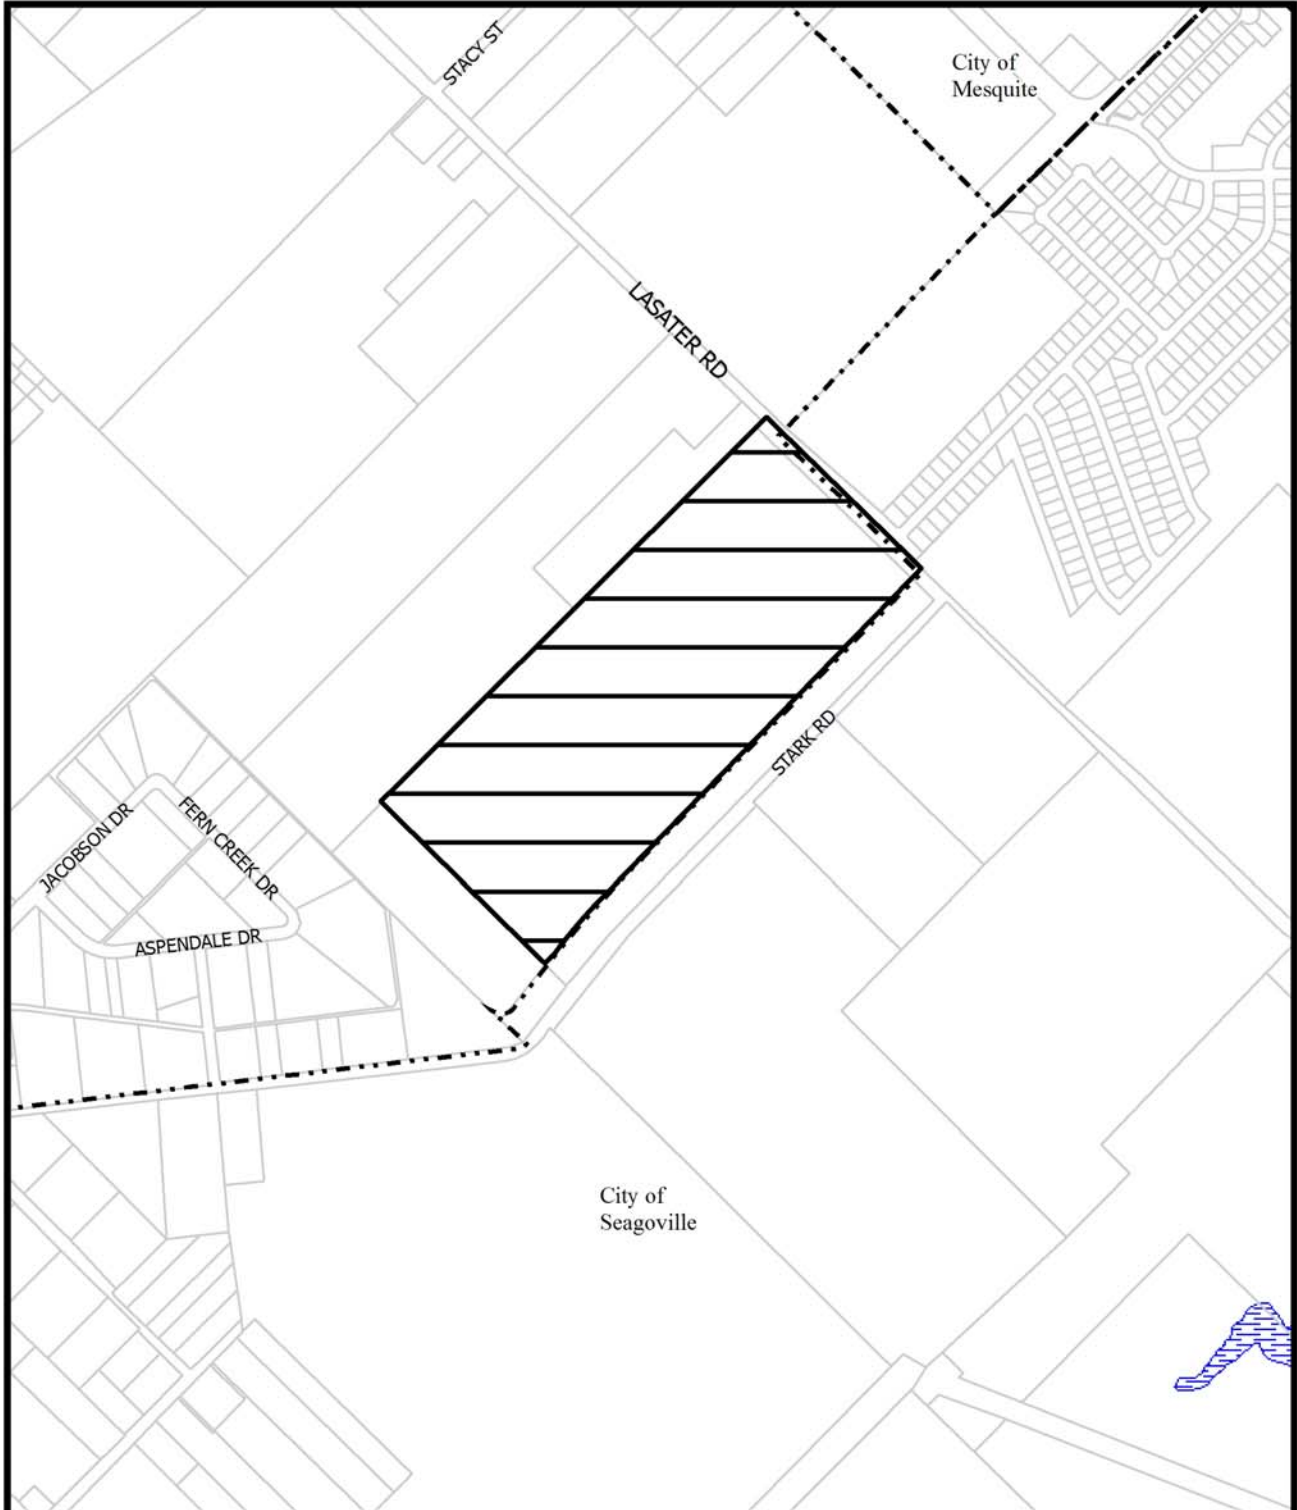 STACY ST
City of
Mesquite
LASATER RD
STARK RD
JACOBSON DR
FERN CREEK DR
ASPENDALE DR
City of
Seagoville